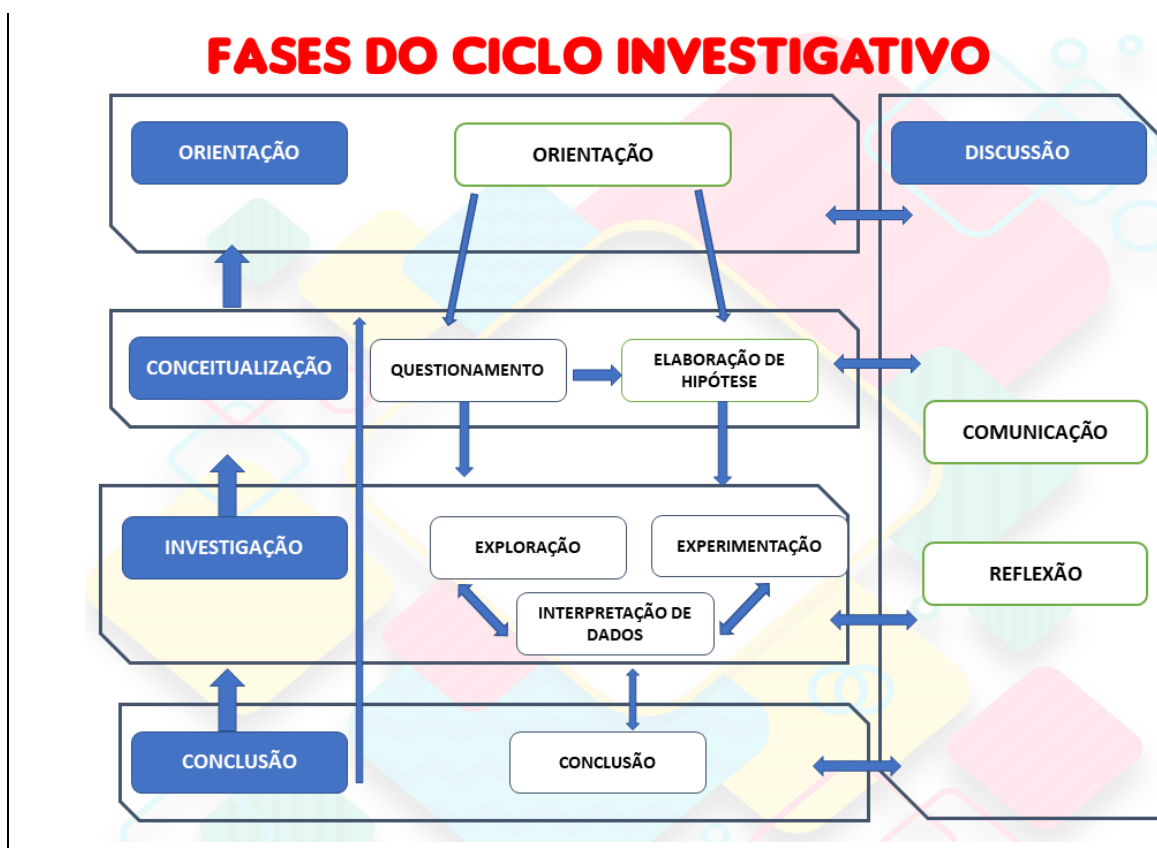 FASES DO CICLO INVESTIGATIVO
ORIENTAÇÃO
ORIENTAÇÃO
DISCUSSÃO
CONCEITUALIZAÇÃO
QUESTIONAMENTO
ELABORAÇÃO DE
HIPÓTESE
COMUNICAÇÃO
INVESTIGAÇÃO
EXPLORAÇÃO
EXPERIMENTAÇÃO
REFLEXÃO
INTERPRETAÇÃO DE
DADOS
CONCLUSÃO
CONCLUSÃO